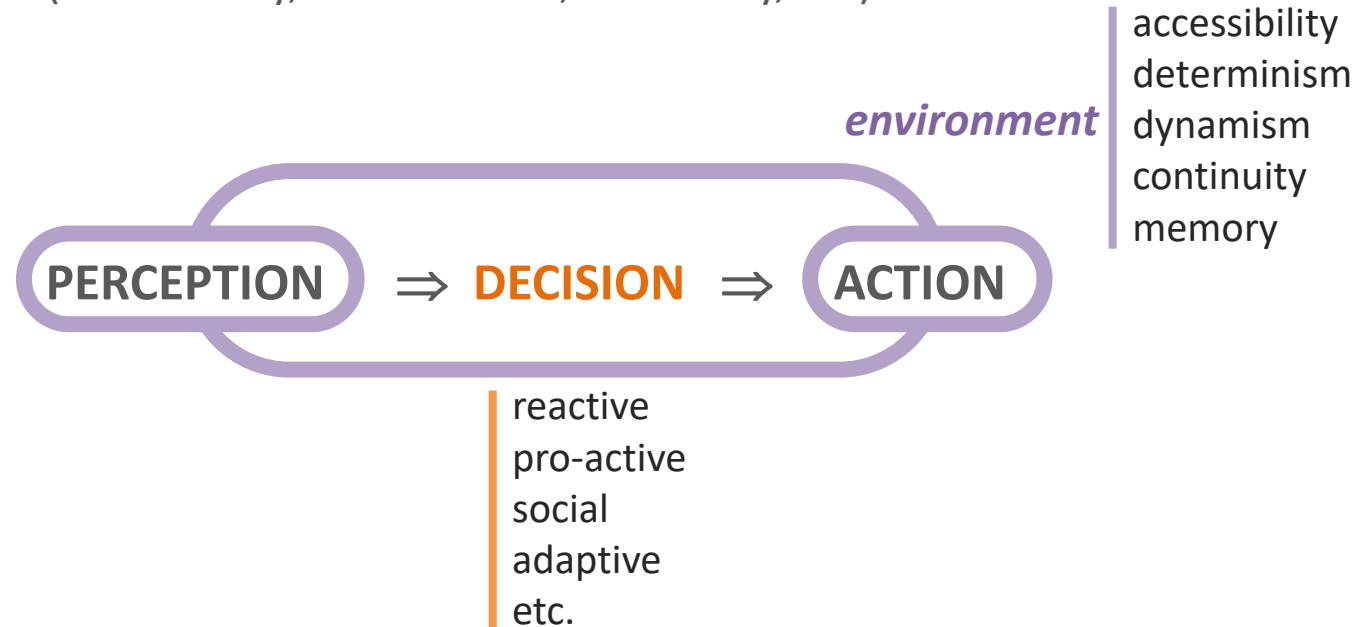 accessibility
determinism
environment
dynamism
continuity
memory
PERCEPTION ⇒ DECISION ⇒ ACTION
reactive
pro-active
social
adaptive
etc.